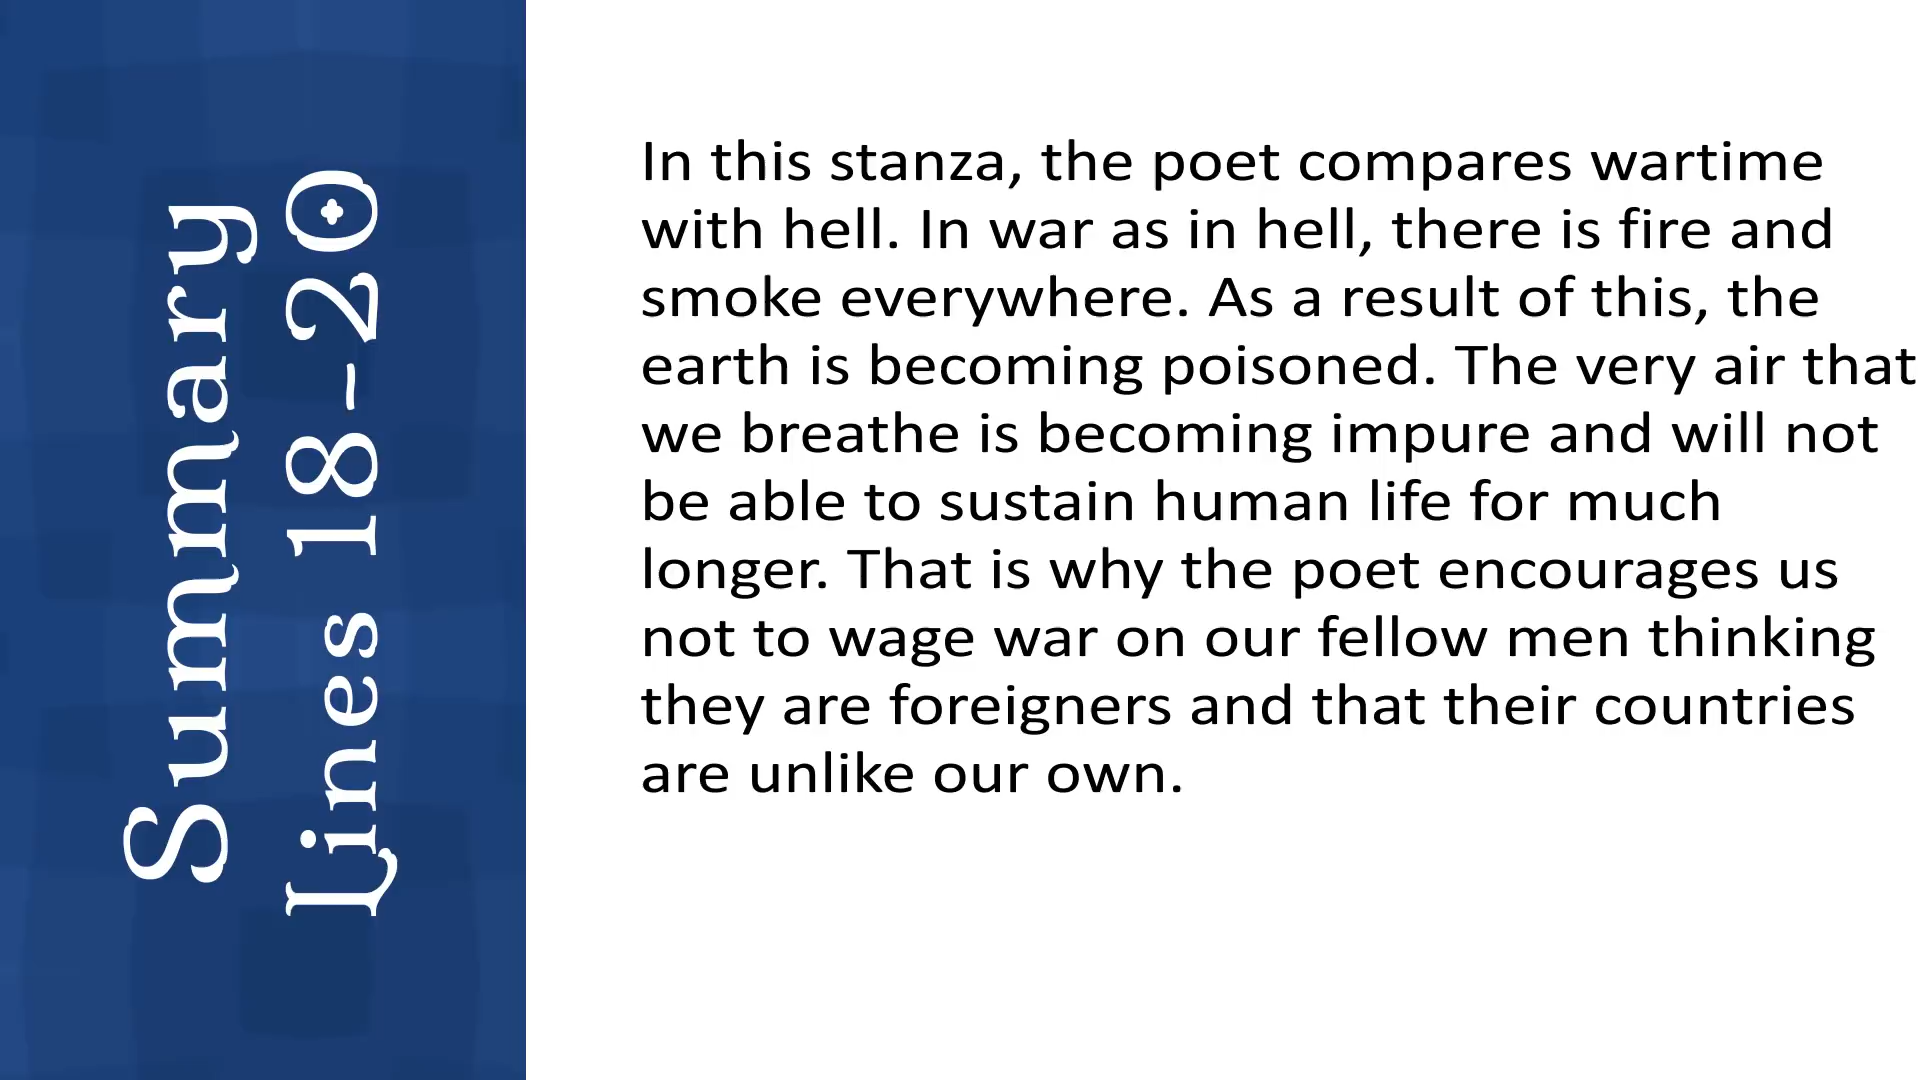 Summary
Lines 18-20
In this stanza, the poet compares wartime
with hell. In war as in hell, there is fire and
smoke everywhere. As a result of this, the
earth is becoming poisoned. The very air that
we breathe is becoming impure and will not
be able to sustain human life for much
longer. That is why the poet encourages us
not to wage war on our fellow men thinking
they are foreigners and that their countries
are unlike our own.